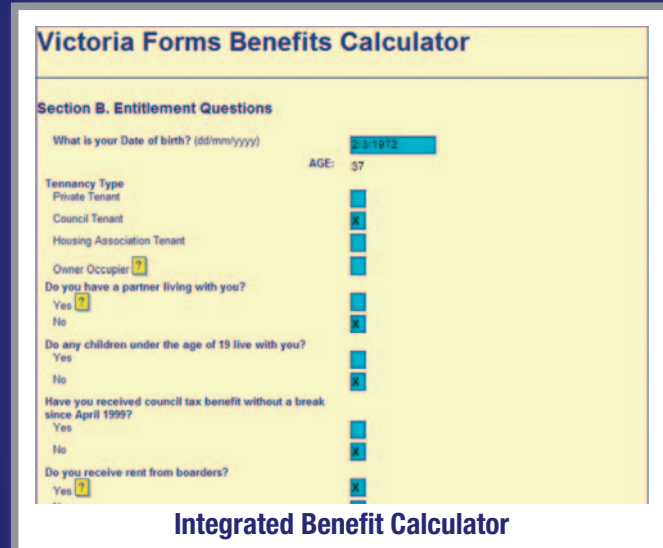 Victoria Forms Benefits Calculator
Section B. Entitlement Questions
What is your Date of birth? (dd/mm/yyyy)
2/3/1972
AGE: 37
Tennancy Type
Private Tenant
Council Tenant X
Housing Association Tenant
Owner Occupier ?
Do you have a partner living with you?
Yes ?
No X
Do any children under the age of 19 live with you?
Yes
No X
Have you received council tax benefit without a break
since April 1999?
Yes
No X
Do you receive rent from boarders?
Yes ? X
Integrated Benefit Calculator